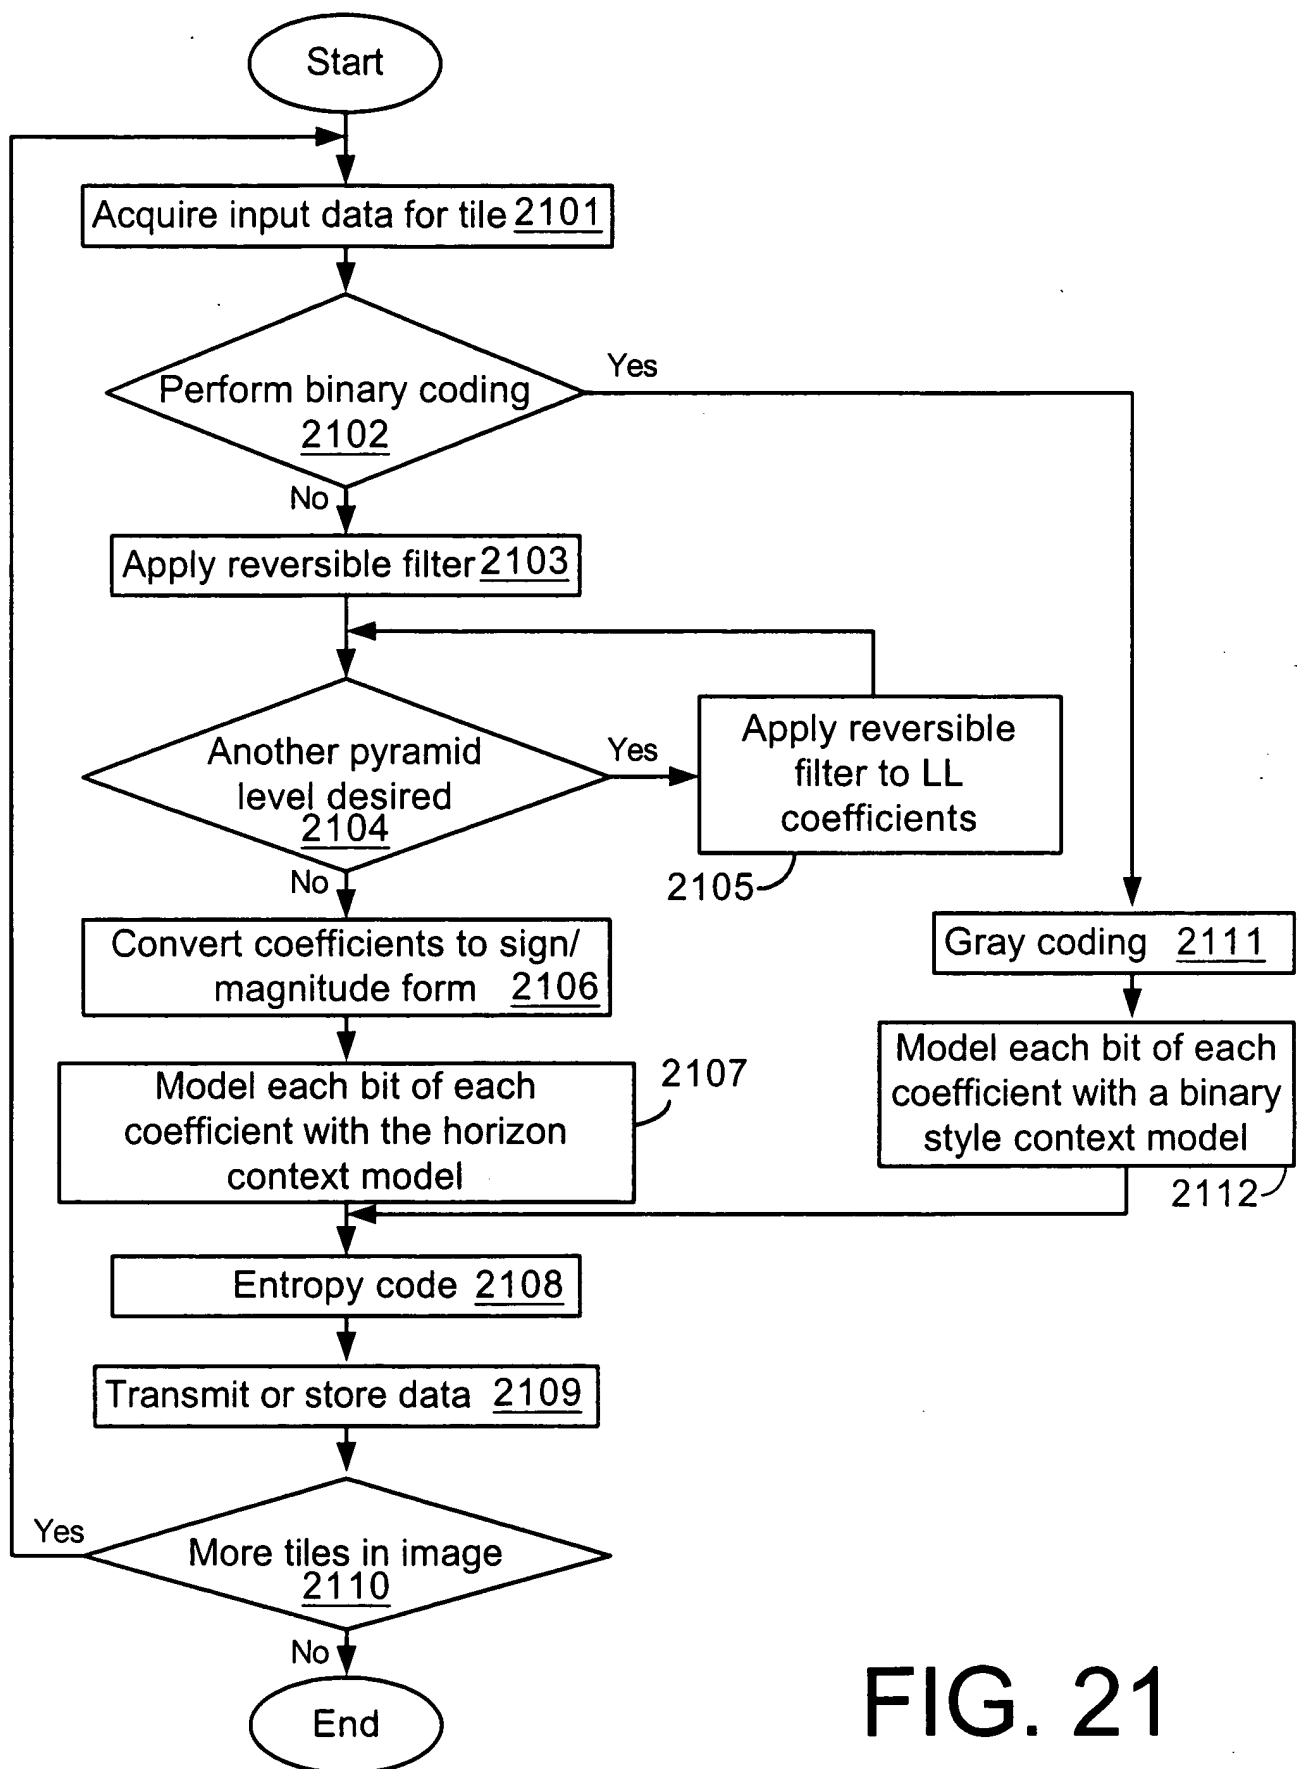 Start
Acquire input data for tile 2101
Yes
Perform binary coding
2102
No
Apply reversible filter 2103
Another pyramid
level desired
2104
Yes
Apply reversible
filter to LL
coefficients
2105
No
Convert coefficients to sign/
magnitude form 2106
Gray coding 2111
Model each bit of each
coefficient with the horizon
context model
2107
Model each bit of each
coefficient with a binary
style context model
2112
Entropy code 2108
Transmit or store data 2109
Yes
More tiles in image
2110
No
End
FIG. 21